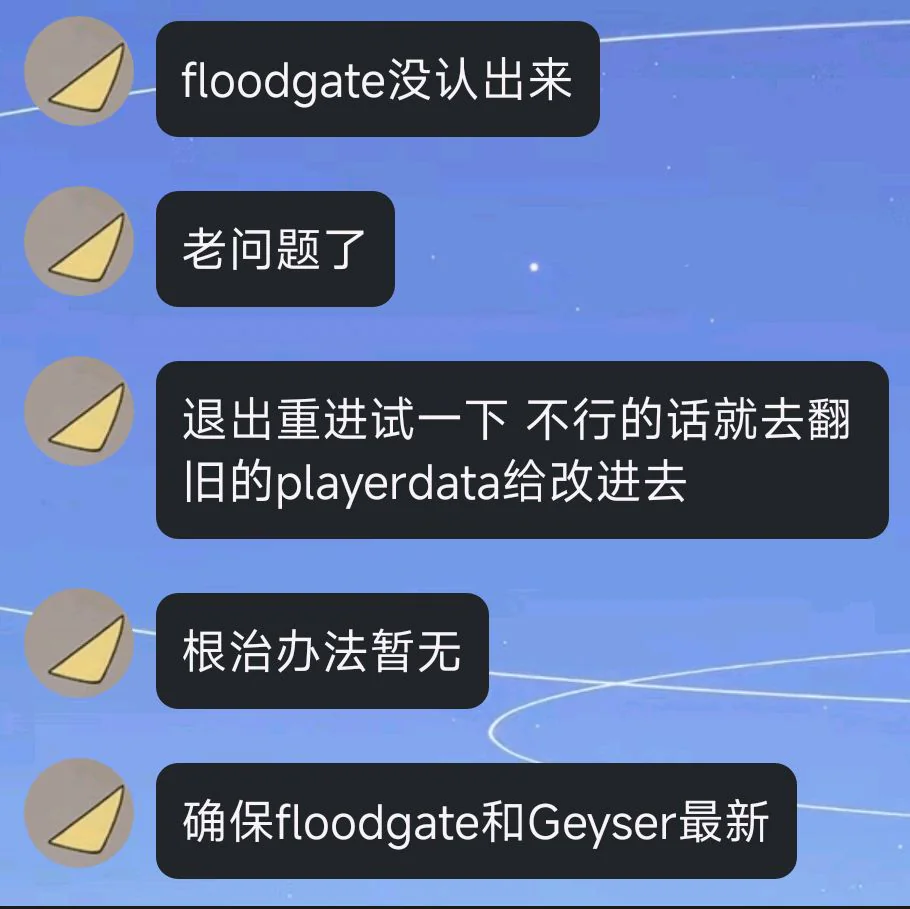 floodgate没认出来
老问题了
退出重进试一下 不行的话就去翻
旧的playerdata给改进去
根治办法暂无
确保floodgate和Geyser最新